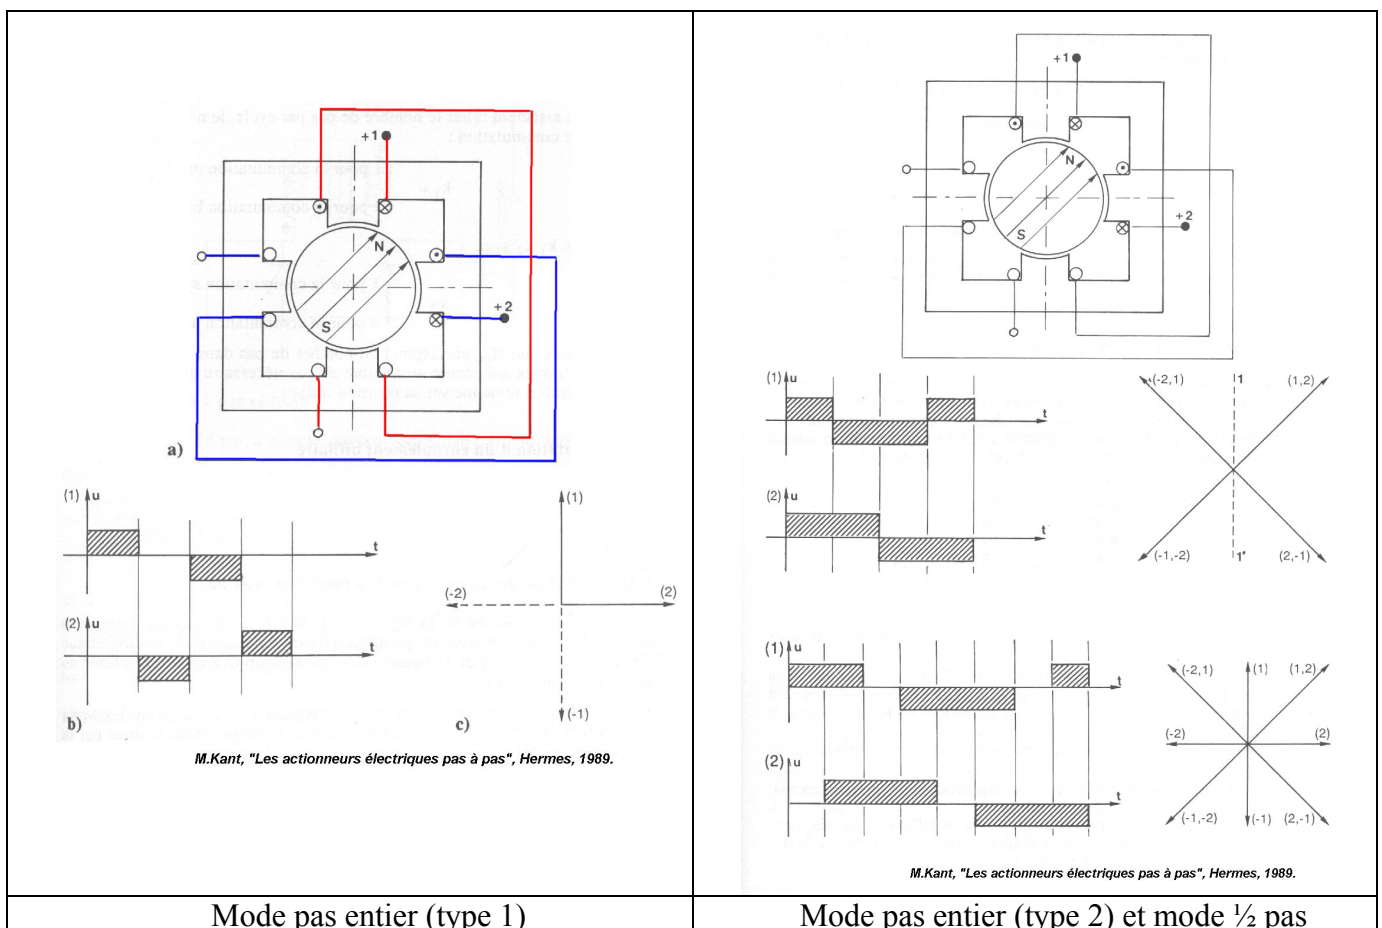 +1
N
S
+2
a)
(1) u
t
(2) u
t
b)
(1)
(-2)
(2)
(-1)
c)
M.Kant, "Les actionneurs électriques pas à pas", Hermes, 1989.
Mode pas entier (type 1)
+1
N
S
+2
(1) u
t
(2) u
t
(-2,1)
1
(1,2)
(-1,-2)
1'
(2,-1)
(1) u
t
(2) u
t
(-2,1)
(1)
(1,2)
(-2)
(2)
(-1,-2)
(-1)
(2,-1)
M.Kant, "Les actionneurs électriques pas à pas", Hermes, 1989.
Mode pas entier (type 2) et mode ½ pas